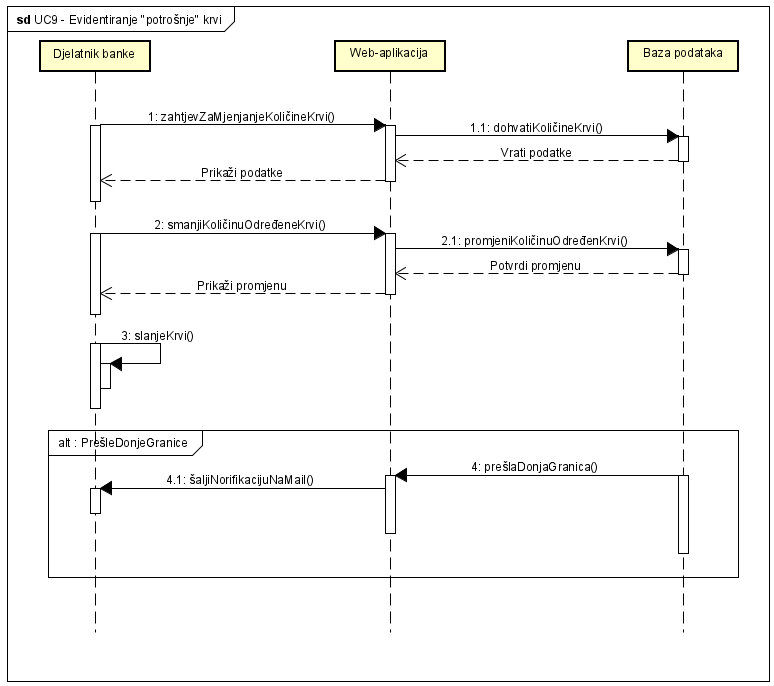 sd UC9 - Evidentiranje "potrošnje" krvi
Djelatnik banke
Web-aplikacija
Baza podataka
1: zahtjevZaMjenjanjeKoličineKrvi()
1.1: dohvatiKoličineKrvi()
Vrati podatke
Prikaži podatke
2: smanjiKoličinuOdređeneKrvi()
2.1: promjeniKoličinuOdređenKrvi()
Potvrdi promjenu
Prikaži promjenu
3: slanjeKrvi()
alt : PrešleDonjeGranice
4: prešlaDonjaGranica()
4.1: šaljiNorifikacijuNaMail()